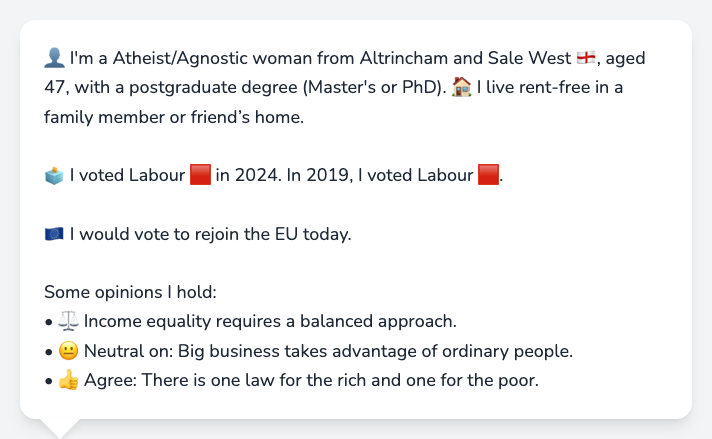 👤 I'm a Atheist/Agnostic woman from Altrincham and Sale West 🏴󠁧󠁢󠁥󠁮󠁧󠁿, aged
47, with a postgraduate degree (Master's or PhD). 🏠 I live rent-free in a
family member or friend’s home.
🗳️ I voted Labour 🟥 in 2024. In 2019, I voted Labour 🟥.
🇪🇺 I would vote to rejoin the EU today.
Some opinions I hold:
• ⚖️ Income equality requires a balanced approach.
• 😐 Neutral on: Big business takes advantage of ordinary people.
• 👍 Agree: There is one law for the rich and one for the poor.